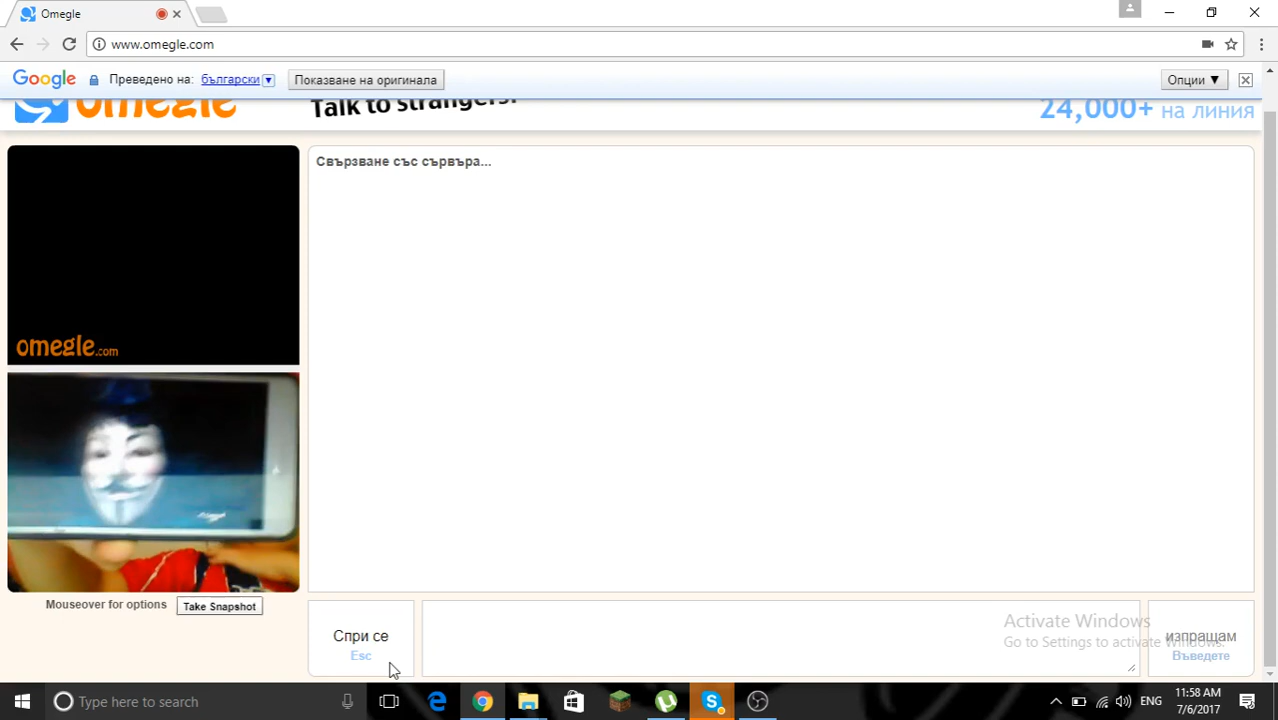 Omegle
www.omegle.com
Google Преведено на: български Показване на оригинала Опции ▼
omegle Talk to strangers! 24,000+ на линия
Свързване със сървъра...
omegle.com
Mouseover for options Take Snapshot
Спри се
Esc
изпращам
Въведете
Activate Windows
Go to Settings to activate Windows.
Type here to search
ENG
11:58 AM
7/6/2017